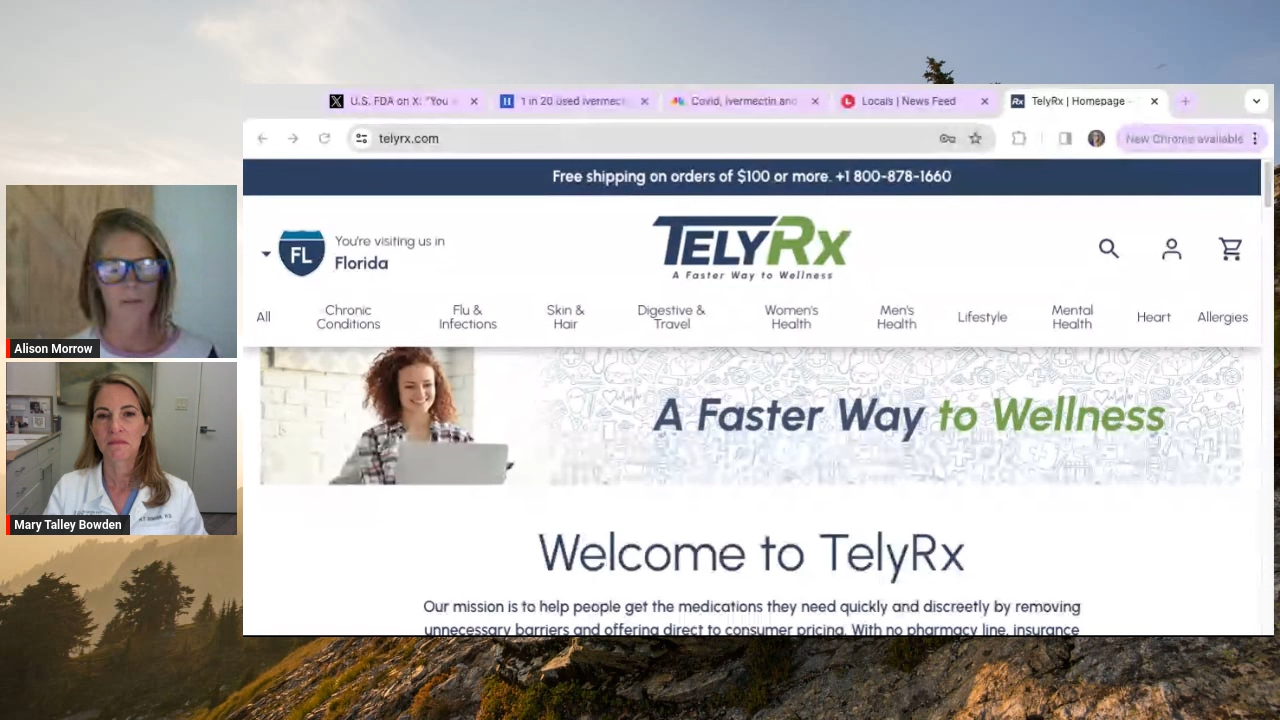 U.S. FDA on X: "You
1 in 20 used ivermect
Covid, ivermectin and
Locals | News Feed
TelyRx | Homepage -
telyrx.com
New Chrome available
Free shipping on orders of $100 or more. +1 800-878-1660
FL
You're visiting us in
Florida
TELYRx
A Faster Way to Wellness
All
Chronic
Conditions
Flu &
Infections
Skin &
Hair
Digestive &
Travel
Women's
Health
Men's
Health
Lifestyle
Mental
Health
Heart
Allergies
A Faster Way to Wellness
Welcome to TelyRx
Our mission is to help people get the medications they need quickly and discreetly by removing
unnecessary barriers and offering direct to consumer pricing. With no pharmacy line, insurance
Alison Morrow
Mary Talley Bowden